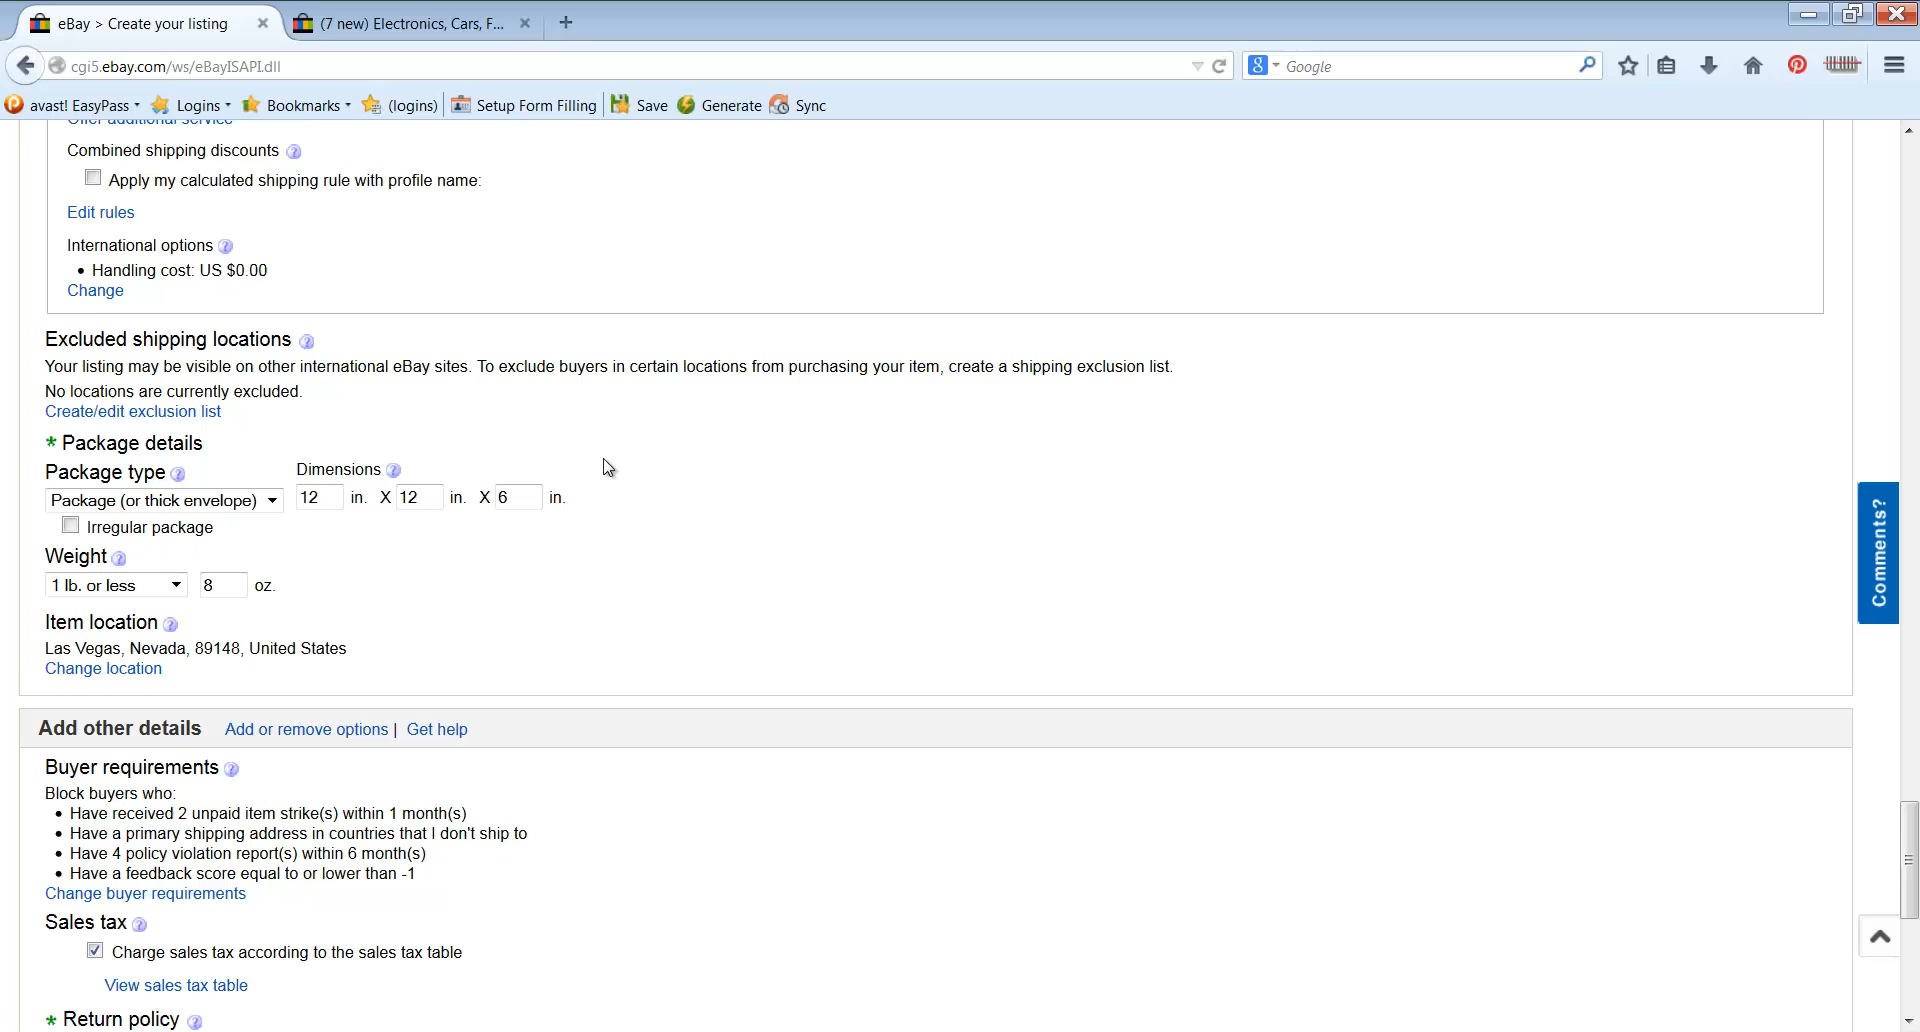 eBay > Create your listing
(7 new) Electronics, Cars, F...
cgi5.ebay.com/ws/eBayISAPI.dll
Google
avast! EasyPass
Logins
Bookmarks
(logins)
Setup Form Filling
Save
Generate
Sync
Offer additional service
Combined shipping discounts
Apply my calculated shipping rule with profile name:
Edit rules
International options
• Handling cost: US $0.00
Change
Excluded shipping locations
Your listing may be visible on other international eBay sites. To exclude buyers in certain locations from purchasing your item, create a shipping exclusion list.
No locations are currently excluded.
Create/edit exclusion list
* Package details
Package type
Dimensions
Package (or thick envelope)
12 in. X 12 in. X 6 in.
Irregular package
Weight
1 lb. or less 8 oz.
Item location
Las Vegas, Nevada, 89148, United States
Change location
Comments?
Add other details Add or remove options | Get help
Buyer requirements
Block buyers who:
• Have received 2 unpaid item strike(s) within 1 month(s)
• Have a primary shipping address in countries that I don't ship to
• Have 4 policy violation report(s) within 6 month(s)
• Have a feedback score equal to or lower than -1
Change buyer requirements
Sales tax
Charge sales tax according to the sales tax table
View sales tax table
* Return policy